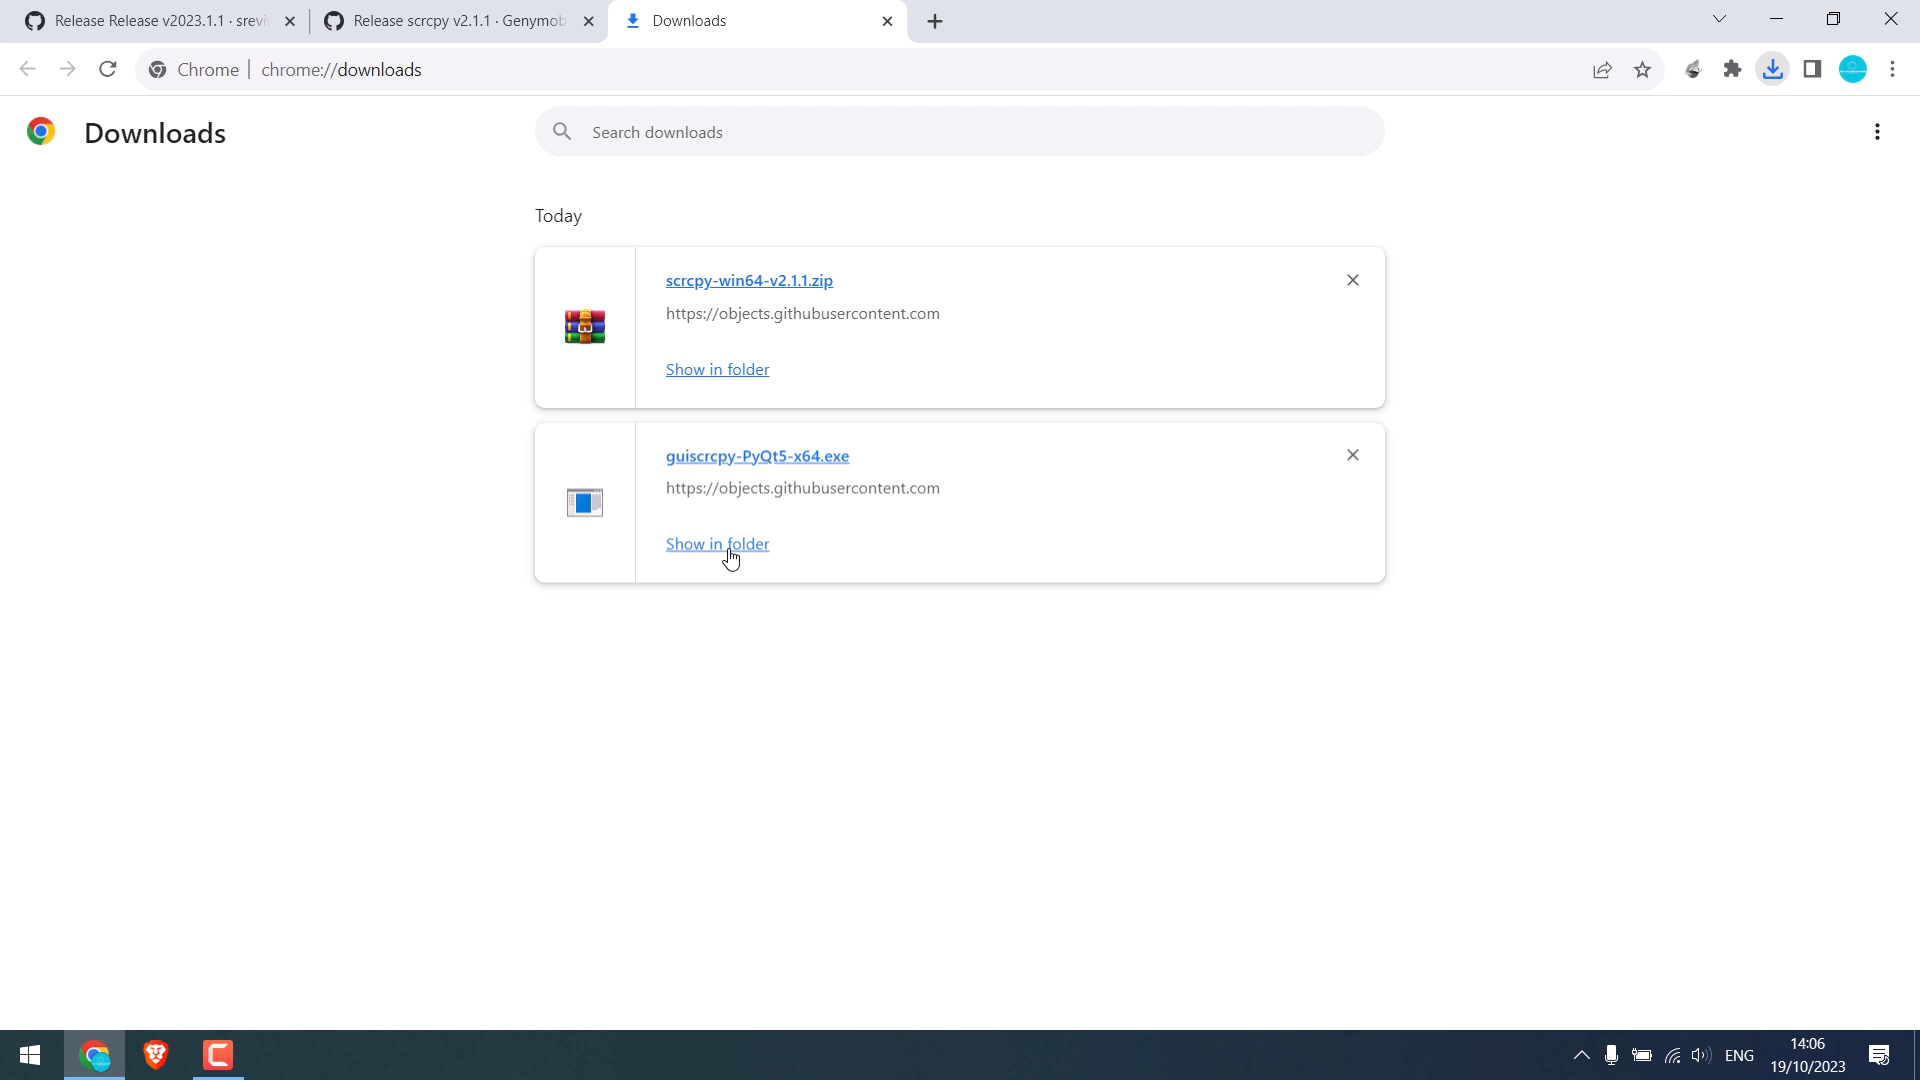 Release Release v2023.1.1 · srevi
Release scrcpy v2.1.1 · Genymob
Downloads
Chrome
chrome://downloads
Downloads
Search downloads
Today
scrcpy-win64-v2.1.1.zip
https://objects.githubusercontent.com
Show in folder
guiscrcpy-PyQt5-x64.exe
https://objects.githubusercontent.com
Show in folder
ENG
14:06
19/10/2023